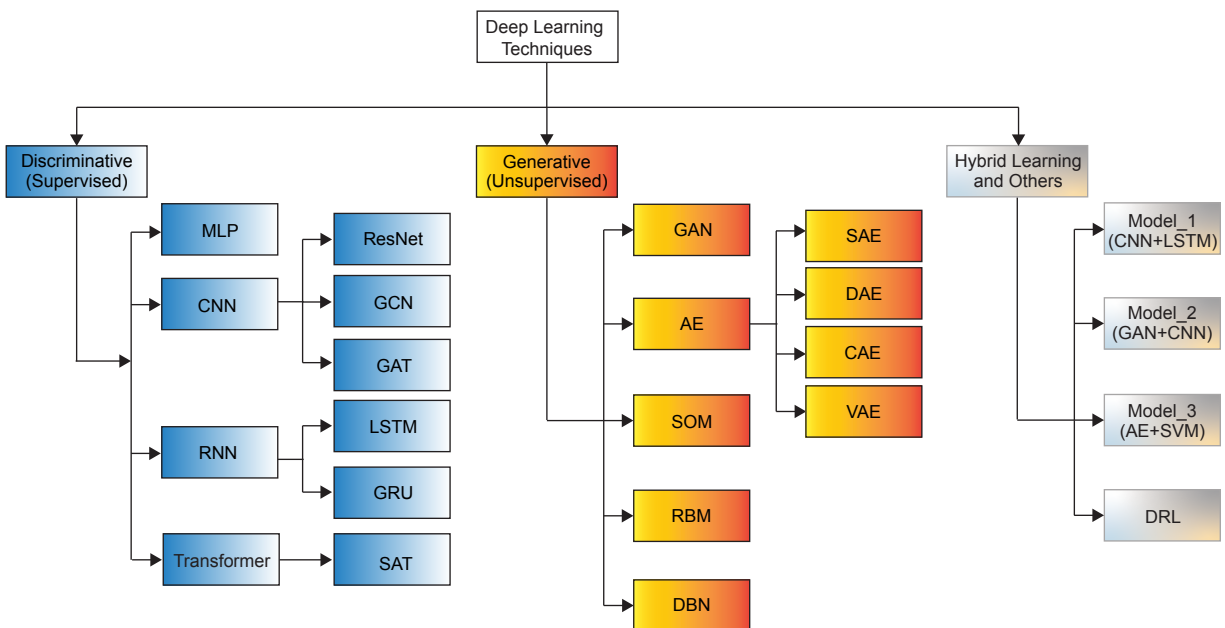 Deep Learning
Techniques
Discriminative
(Supervised)
Generative
(Unsupervised)
Hybrid Learning
and Others
MLP
CNN
RNN
Transformer
ResNet
GCN
GAT
LSTM
GRU
SAT
GAN
AE
SOM
RBM
DBN
SAE
DAE
CAE
VAE
Model_1
(CNN+LSTM)
Model_2
(GAN+CNN)
Model_3
(AE+SVM)
DRL